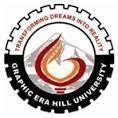 TRANSFORMING DREAMS INTO REALITY
GRAPHIC ERA HILL UNIVERSITY